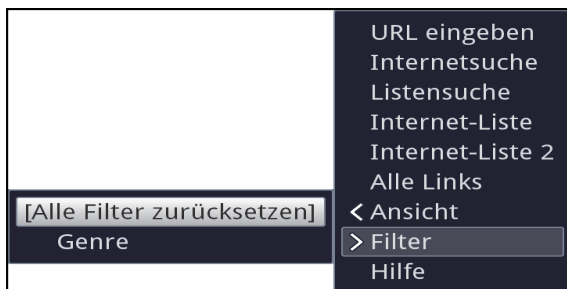 URL eingeben
Internetsuche
Listensuche
Internet-Liste
Internet-Liste 2
Alle Links
< Ansicht
> Filter
Hilfe
[Alle Filter zurücksetzen]
Genre